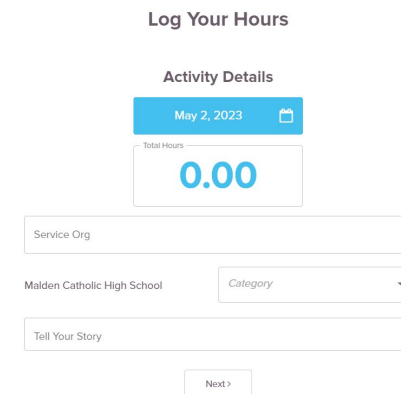 Log Your Hours
Activity Details
May 2, 2023
Total Hours
0.00
Service Org
Malden Catholic High School
Category
Tell Your Story
Next >